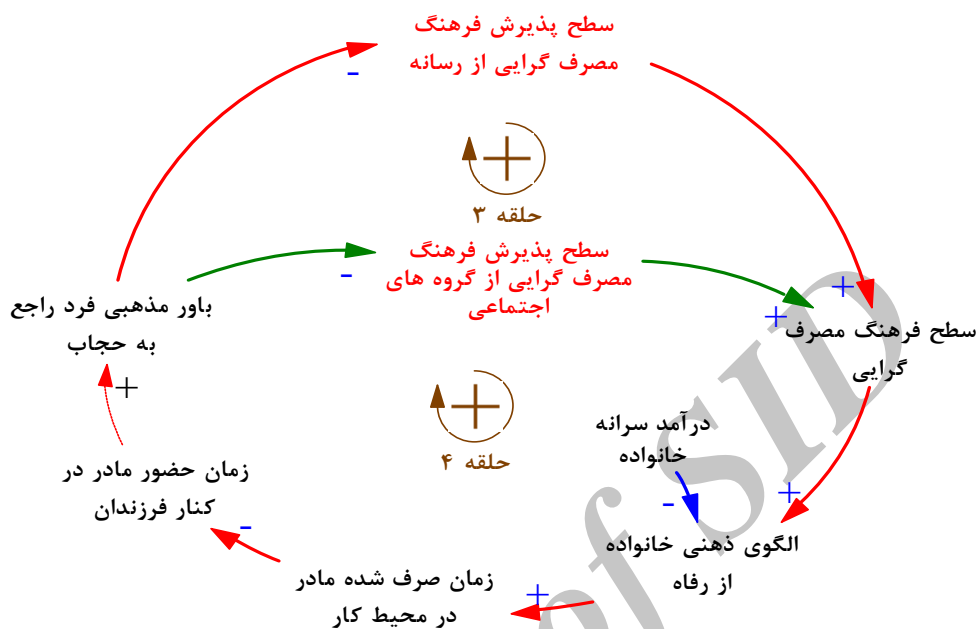 سطح پذیرش فرهنگ
مصرف گرایی از رسانه
-
+
حلقه ۳
سطح پذیرش فرهنگ
مصرف گرایی از گروه های
اجتماعی
-
باور مذهبی فرد راجع
به حجاب
+
+
سطح فرهنگ مصرف
گرایی
+
+
حلقه ۴
درآمد سرانه
خانواده
-
+
الگوی ذهنی خانواده
از رفاه
زمان حضور مادر در
کنار فرزندان
-
زمان صرف شده مادر
در محیط کار
+
of SID